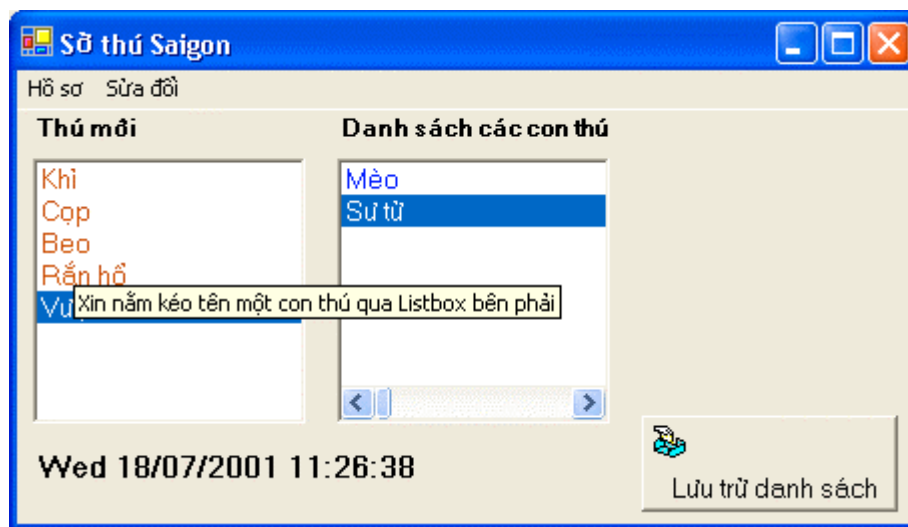 Sở thú Saigon
Hồ sơ Sửa đổi
Thú mới Danh sách các con thú
Khỉ Mèo
Cọp Sư tử
Beo
Rắn hổ
Xin nắm kéo tên một con thú qua Listbox bên phải
Wed 18/07/2001 11:26:38
Lưu trữ danh sách